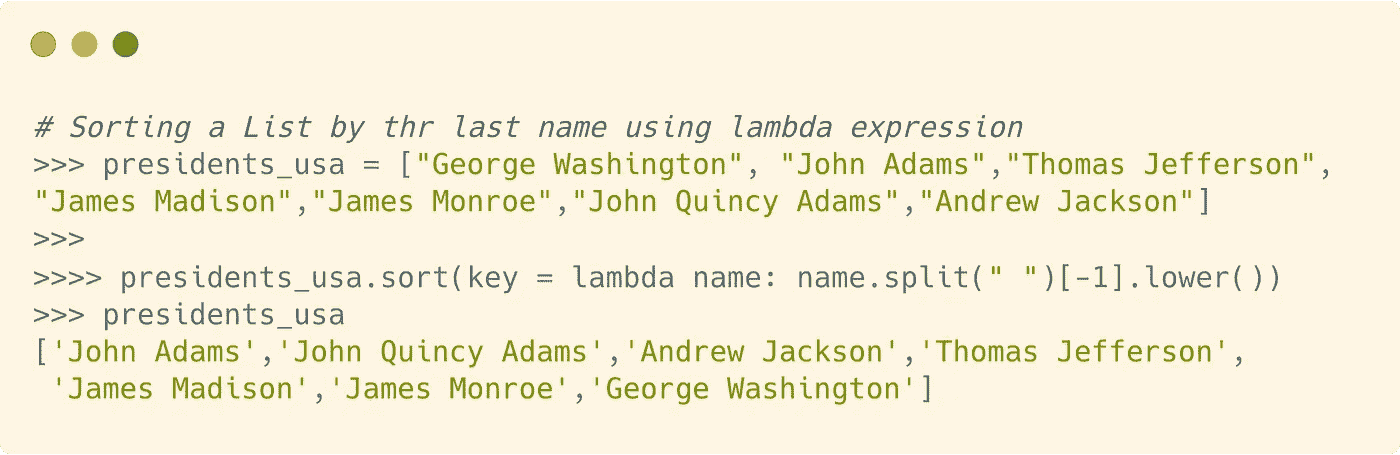 # Sorting a List by thr last name using lambda expression
>>> presidents_usa = ["George Washington", "John Adams","Thomas Jefferson",
"James Madison","James Monroe","John Quincy Adams","Andrew Jackson"]
>>>
>>>> presidents_usa.sort(key = lambda name: name.split(" ")[-1].lower())
>>> presidents_usa
['John Adams','John Quincy Adams','Andrew Jackson','Thomas Jefferson',
 'James Madison','James Monroe','George Washington']